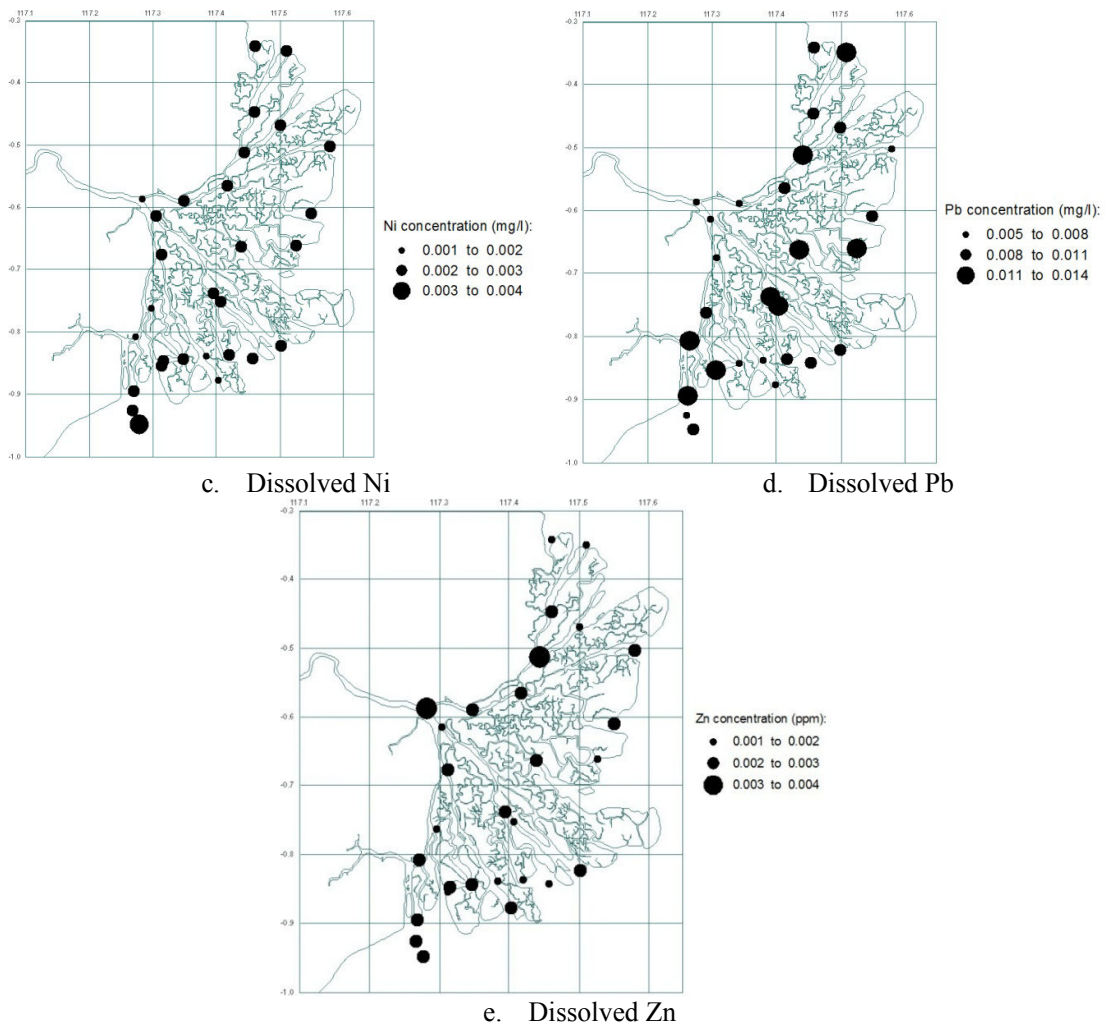 117.1 117.2 117.3 117.4 117.5 117.6
-0.3
-0.4
-0.5
-0.6
-0.7
-0.8
-0.9
-1.0
Ni concentration (mg/l):
0.001 to 0.002
0.002 to 0.003
0.003 to 0.004
c. Dissolved Ni
117.1 117.2 117.3 117.4 117.5 117.6
-0.3
-0.4
-0.5
-0.6
-0.7
-0.8
-0.9
-1.0
Pb concentration (mg/l):
0.005 to 0.008
0.008 to 0.011
0.011 to 0.014
d. Dissolved Pb
117.1 117.2 117.3 117.4 117.5 117.6
-0.3
-0.4
-0.5
-0.6
-0.7
-0.8
-0.9
-1.0
Zn concentration (ppm):
0.001 to 0.002
0.002 to 0.003
0.003 to 0.004
e. Dissolved Zn